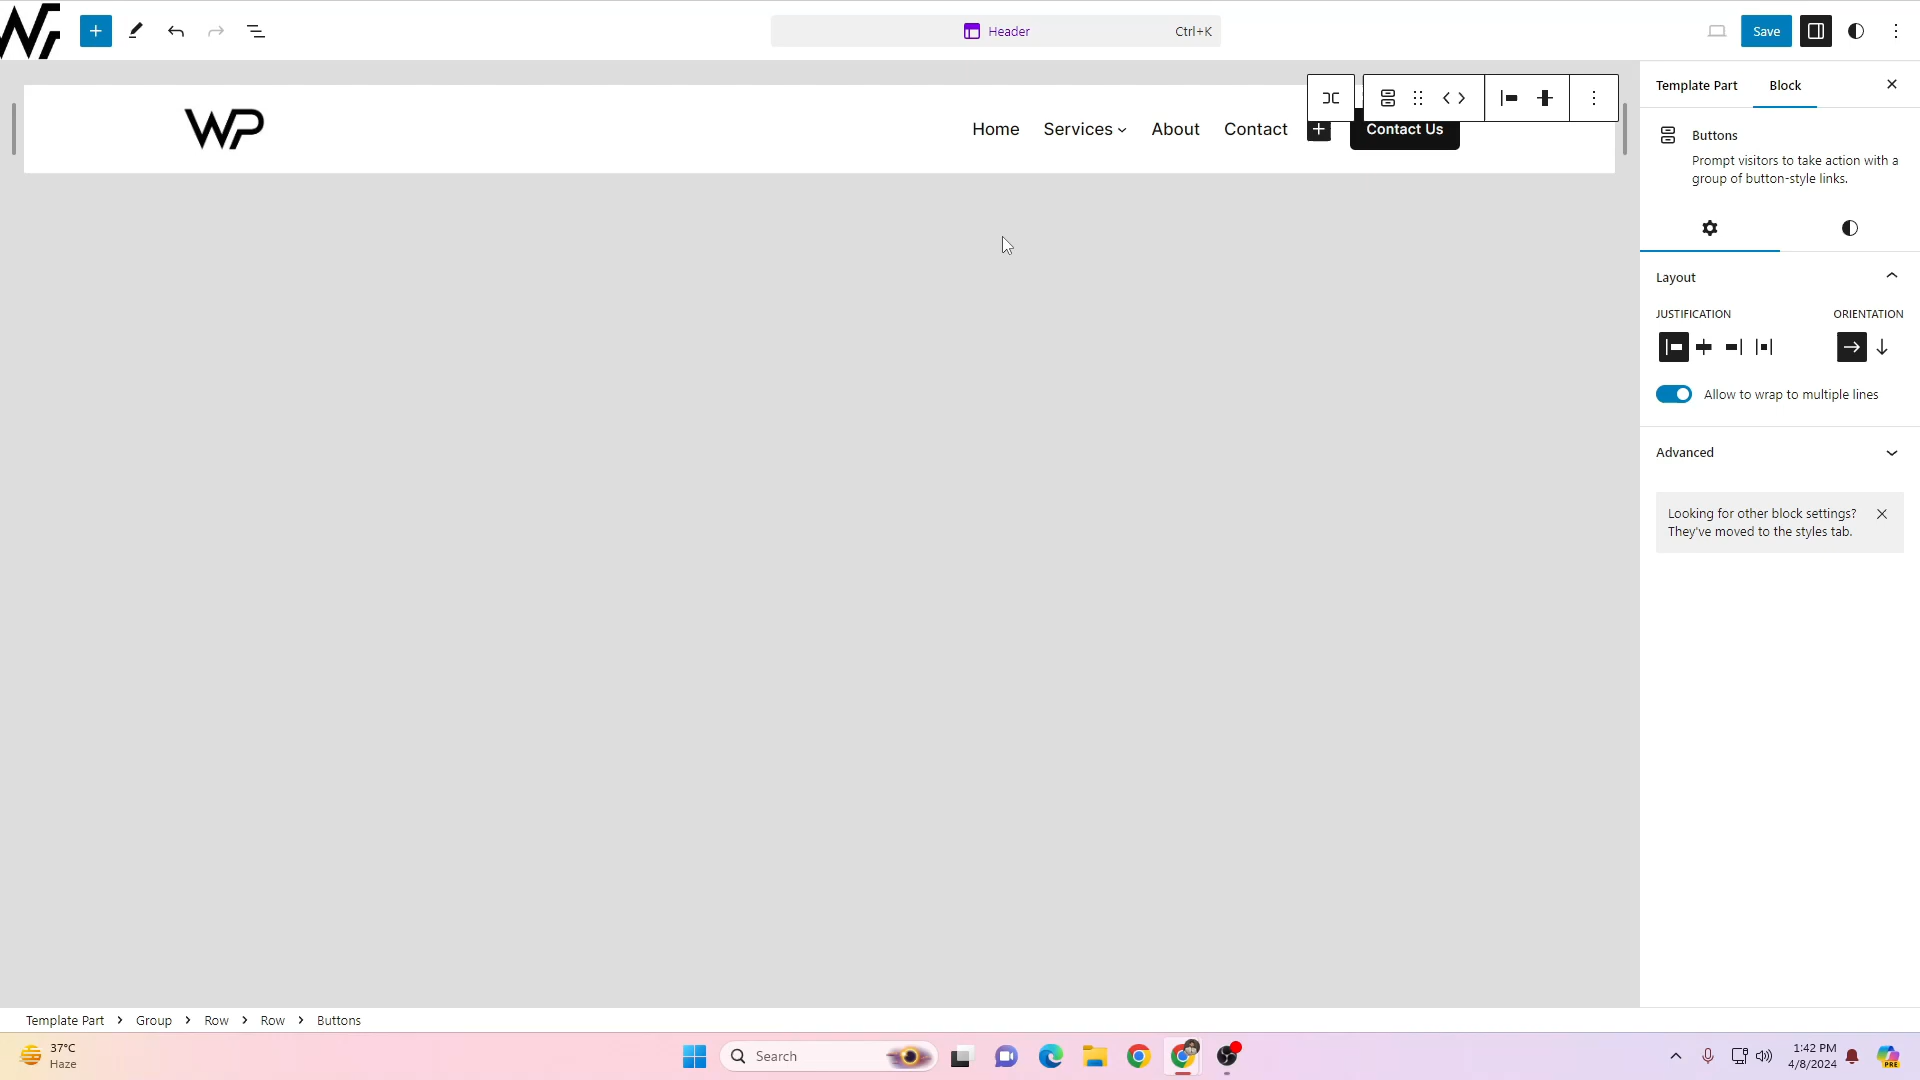 Header
Ctrl+K
Save
WP
Home
Services
About
Contact
Contact Us
Template Part
Block
Buttons
Prompt visitors to take action with a
group of button-style links.
Layout
JUSTIFICATION
ORIENTATION
Allow to wrap to multiple lines
Advanced
Looking for other block settings?
They've moved to the styles tab.
Template Part > Group > Row > Row > Buttons
37°C
Haze
Search
1:42 PM
4/8/2024
PRE